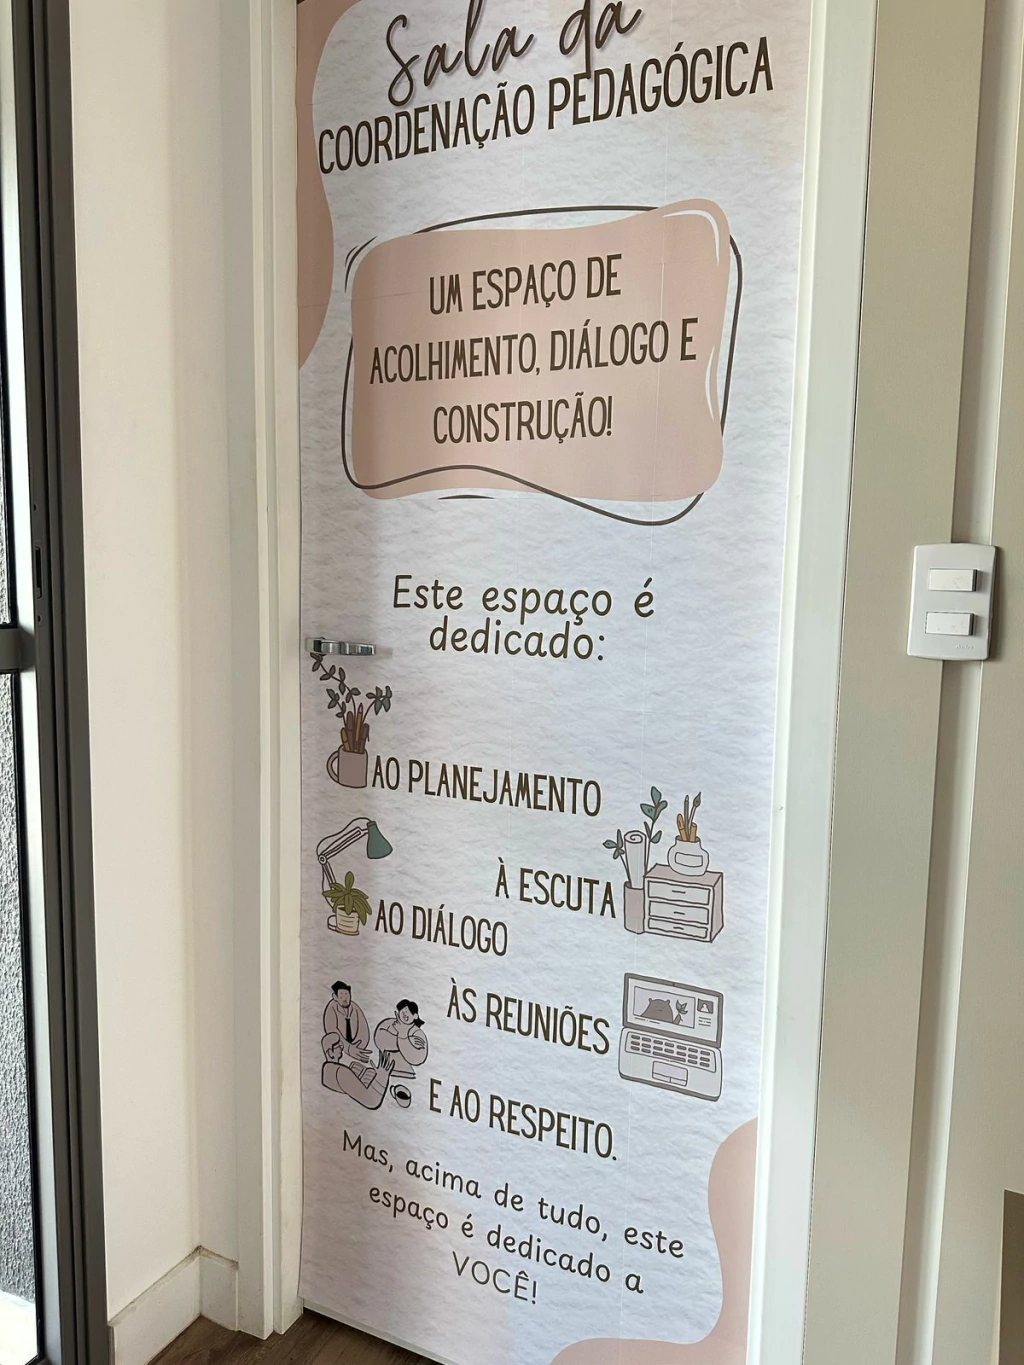 Sala da
COORDENAÇÃO PEDAGÓGICA
UM ESPAÇO DE
ACOLHIMENTO, DIÁLOGO E
CONSTRUÇÃO!
Este espaço é
dedicado:
AO PLANEJAMENTO
À ESCUTA
AO DIÁLOGO
ÀS REUNIÕES
E AO RESPEITO.
Mas, acima de tudo, este
espaço é dedicado a
VOCÊ!